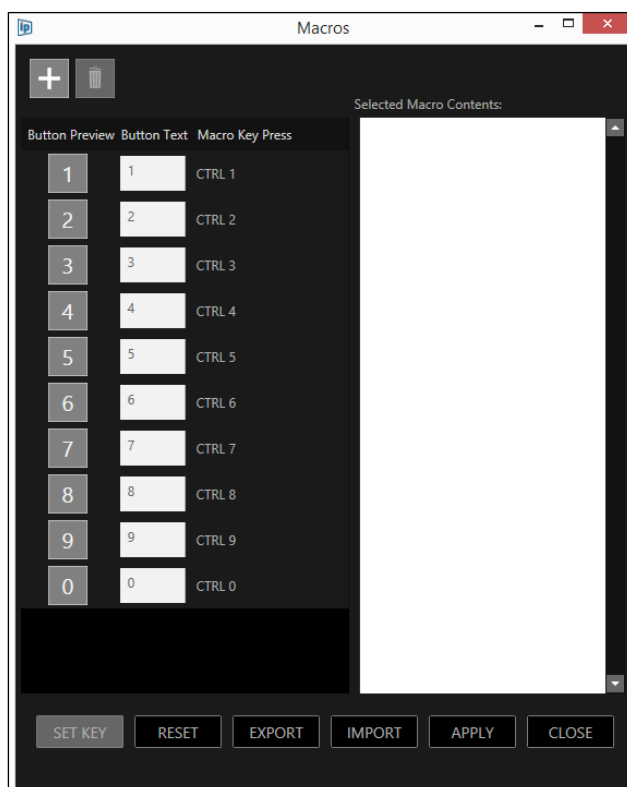 ip Macros
+
Selected Macro Contents:
Button Preview Button Text Macro Key Press
1 1 CTRL 1
2 2 CTRL 2
3 3 CTRL 3
4 4 CTRL 4
5 5 CTRL 5
6 6 CTRL 6
7 7 CTRL 7
8 8 CTRL 8
9 9 CTRL 9
0 0 CTRL 0
SET KEY RESET EXPORT IMPORT APPLY CLOSE